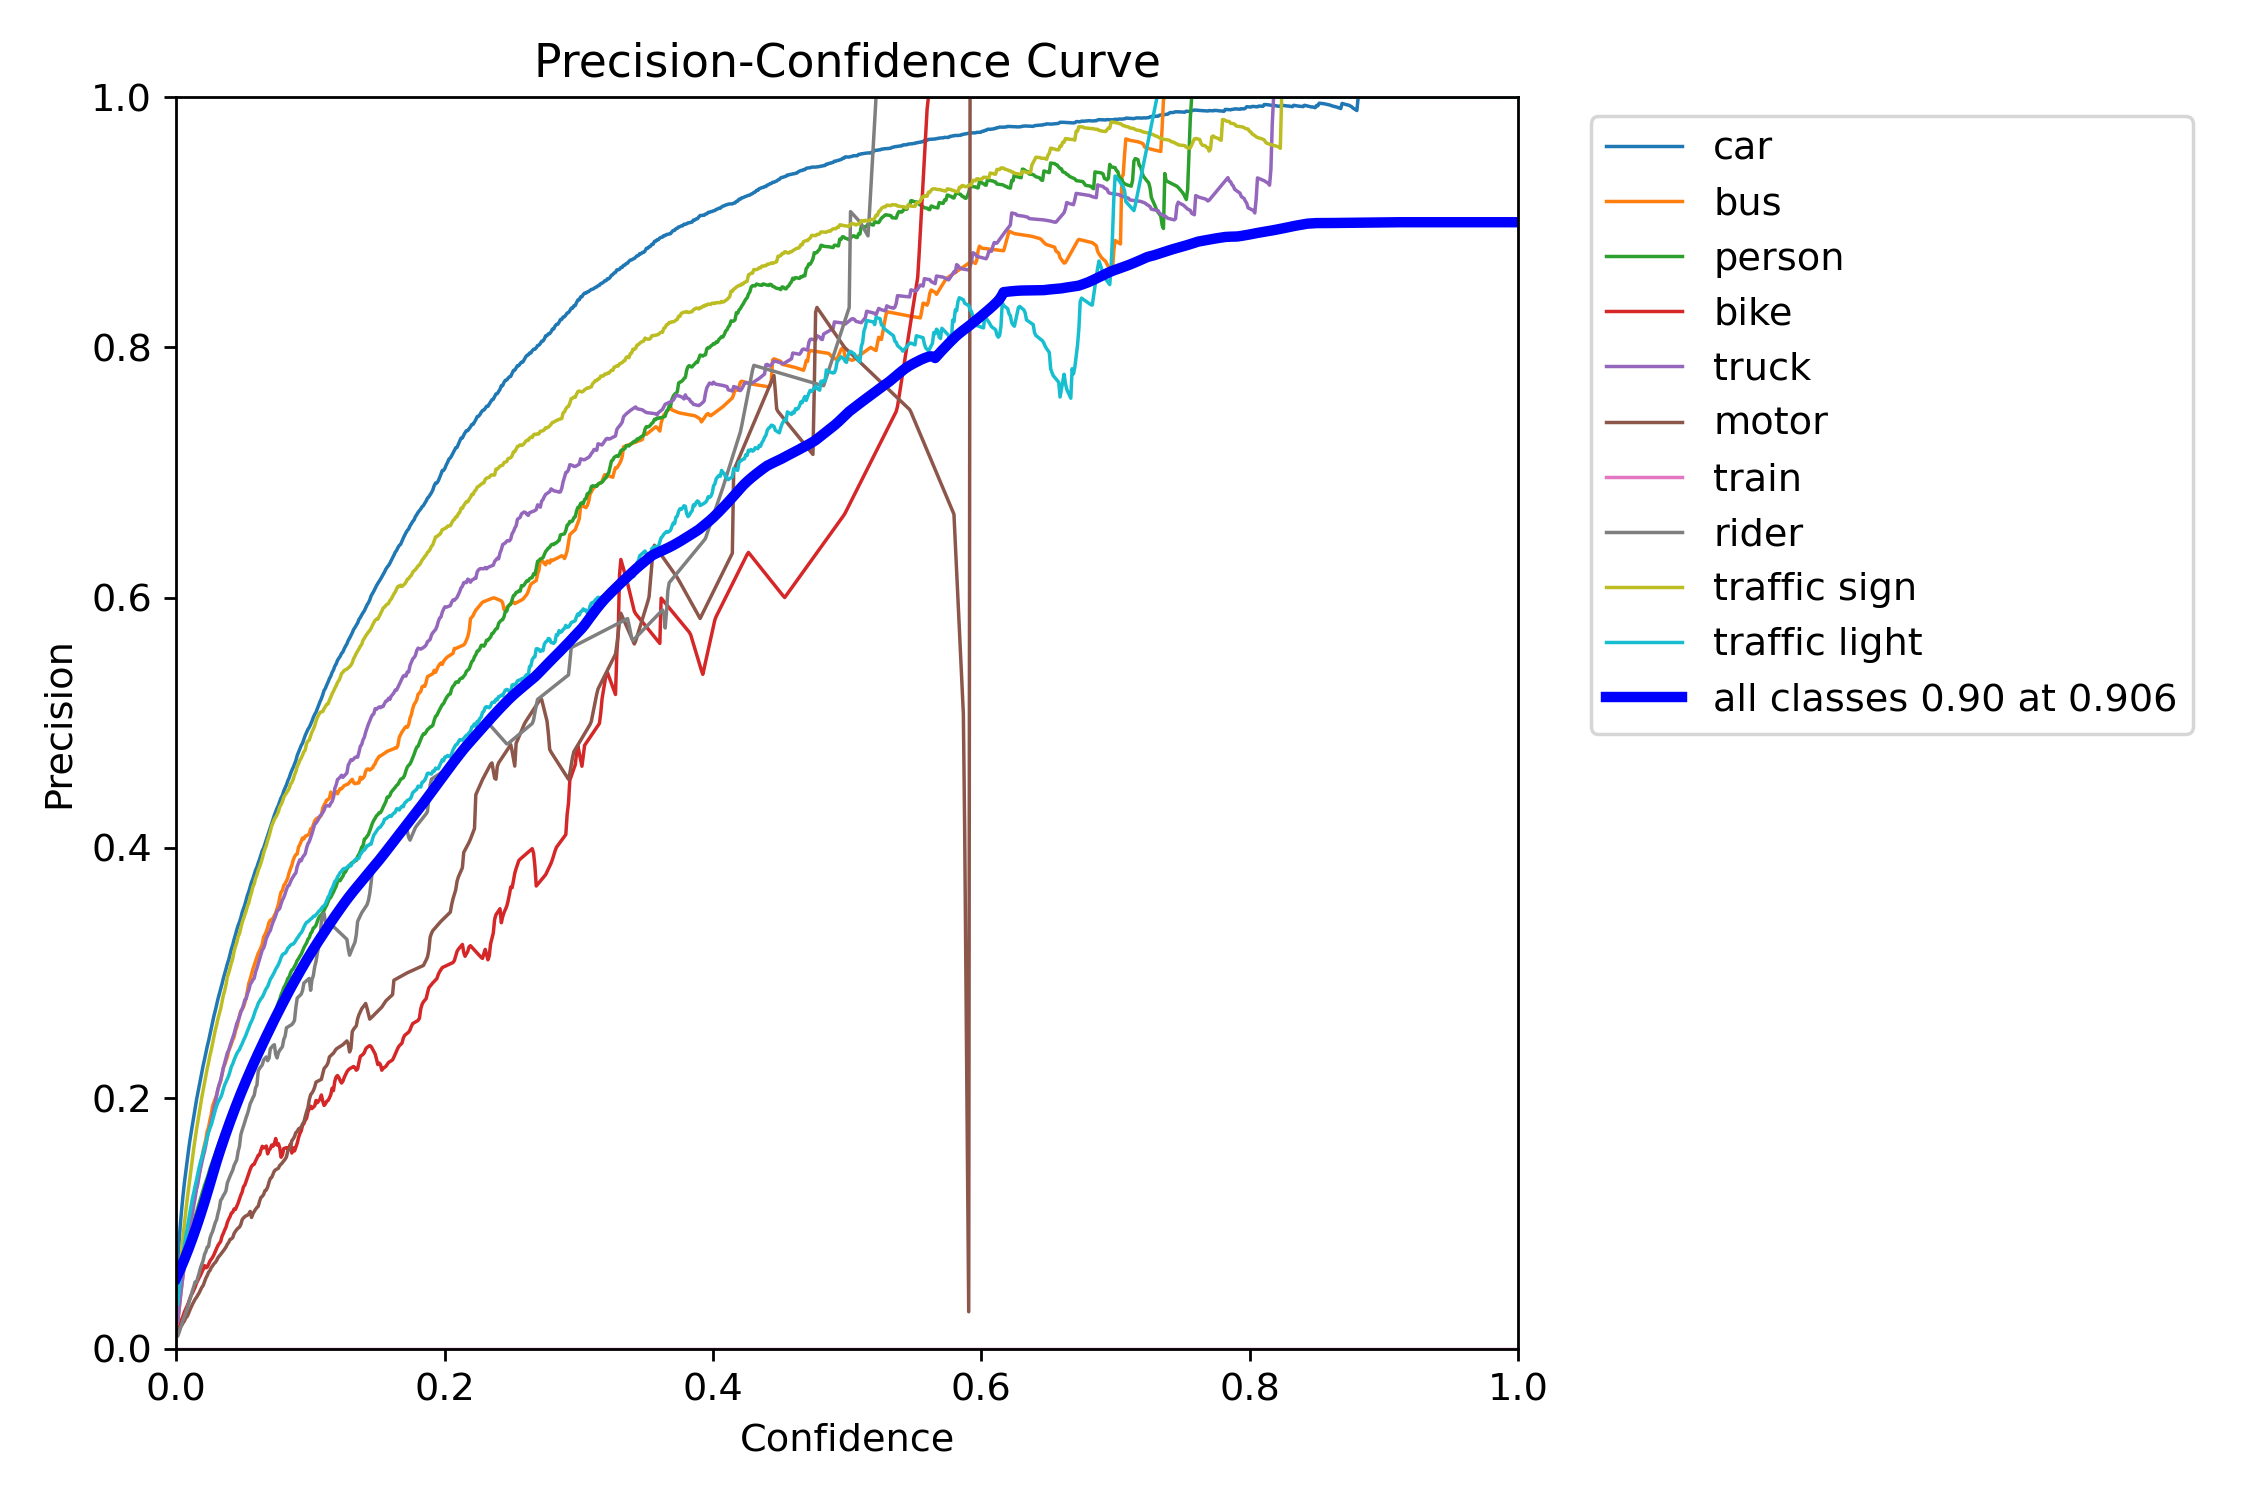 Precision-Confidence Curve
1.0
0.8
0.6
0.4
0.2
0.0
Precision
0.0 0.2 0.4 0.6 0.8 1.0
Confidence
car
bus
person
bike
truck
motor
train
rider
traffic sign
traffic light
all classes 0.90 at 0.906